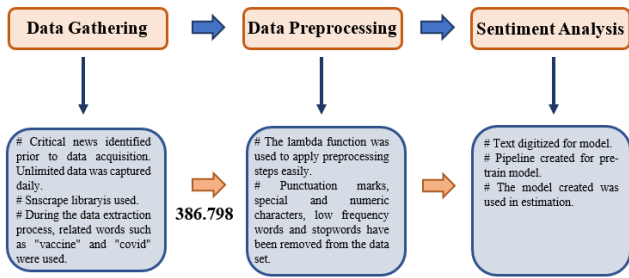 Data Gathering
Data Preprocessing
Sentiment Analysis
# Critical news identified
prior to data acquisition.
Unlimited data was captured
daily.
# Snscrape libraryis used.
# During the data extraction
process, related words such
as "vaccine" and "covid"
were used.
386.798
# The lambda function was
used to apply preprocessing
steps easily.
# Punctuation marks,
special and numeric
characters, low frequency
words and stopwords have
been removed from the data
set.
# Text digitized for model.
# Pipeline created for pre-
train model.
# The model created was
used in estimation.